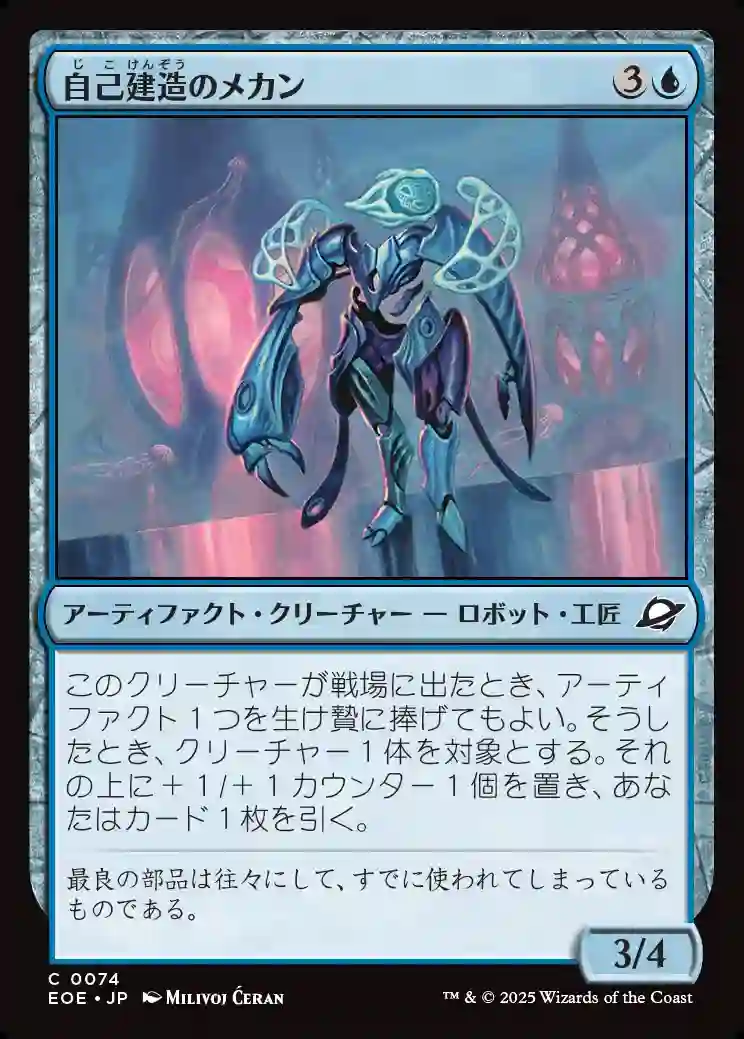 じこけんぞう
自己建造のメカン 3
アーティファクト・クリーチャー — ロボット・工匠
このクリーチャーが戦場に出たとき、アーティ
ファクト1つを生け贄に捧げてもよい。そうし
たとき、クリーチャー1体を対象とする。それ
の上に+1/+1カウンター1個を置き、あな
たはカード1枚を引く。
最良の部品は往々にして、すでに使われてしまっている
ものである。
3/4
C 0074
EOE • JP MILIVOJ ĆERAN
™ & © 2025 Wizards of the Coast